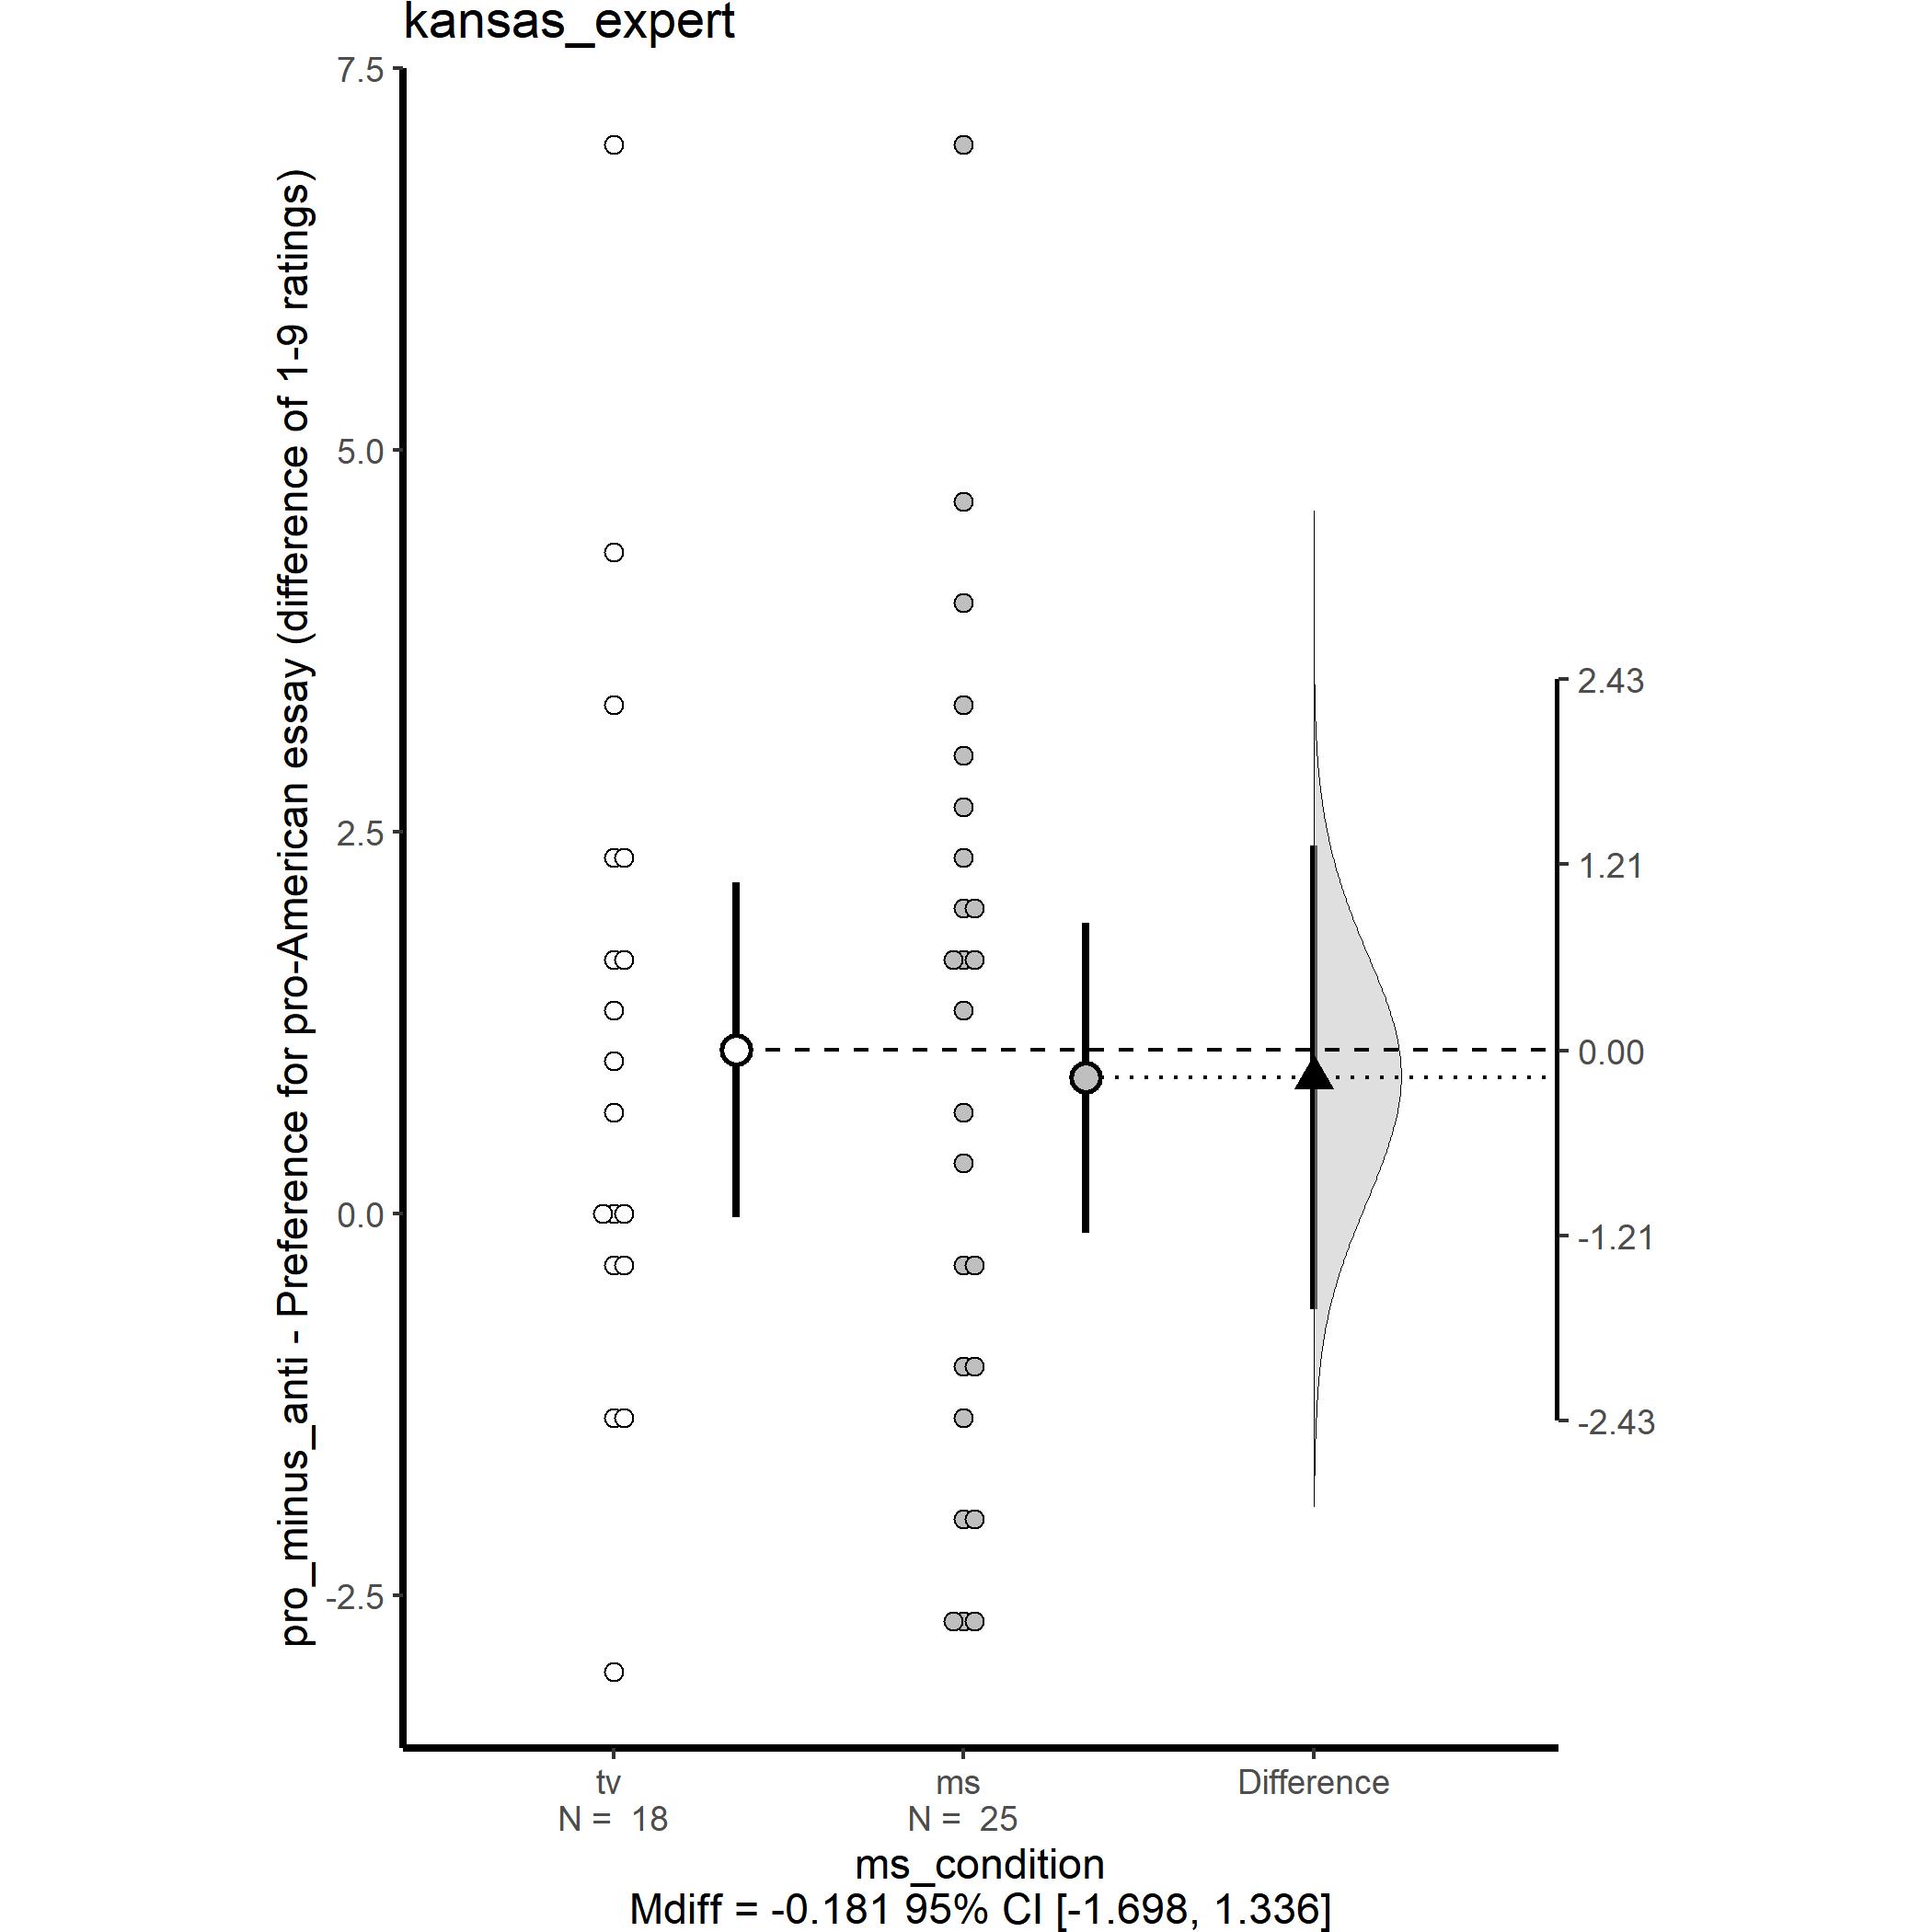 kansas_expert
pro_minus_anti - Preference for pro-American essay (difference of 1-9 ratings)
7.5
5.0
2.5
0.0
-2.5
2.43
1.21
0.00
-1.21
-2.43
tv
N = 18
ms
N = 25
Difference
ms_condition
Mdiff = -0.181 95% CI [-1.698, 1.336]